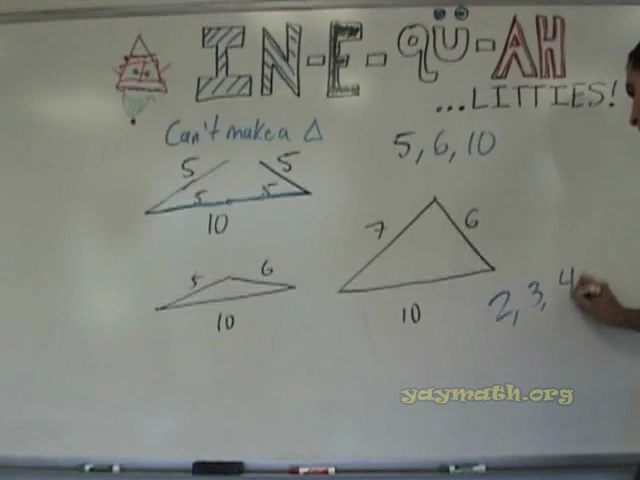 IN-E-QÜ-AH
...LITTIES!
Can't make a △
5, 6, 10
5 5
5 5
10
7 6
10
5 6
10
2, 3, 4
yaymath.org